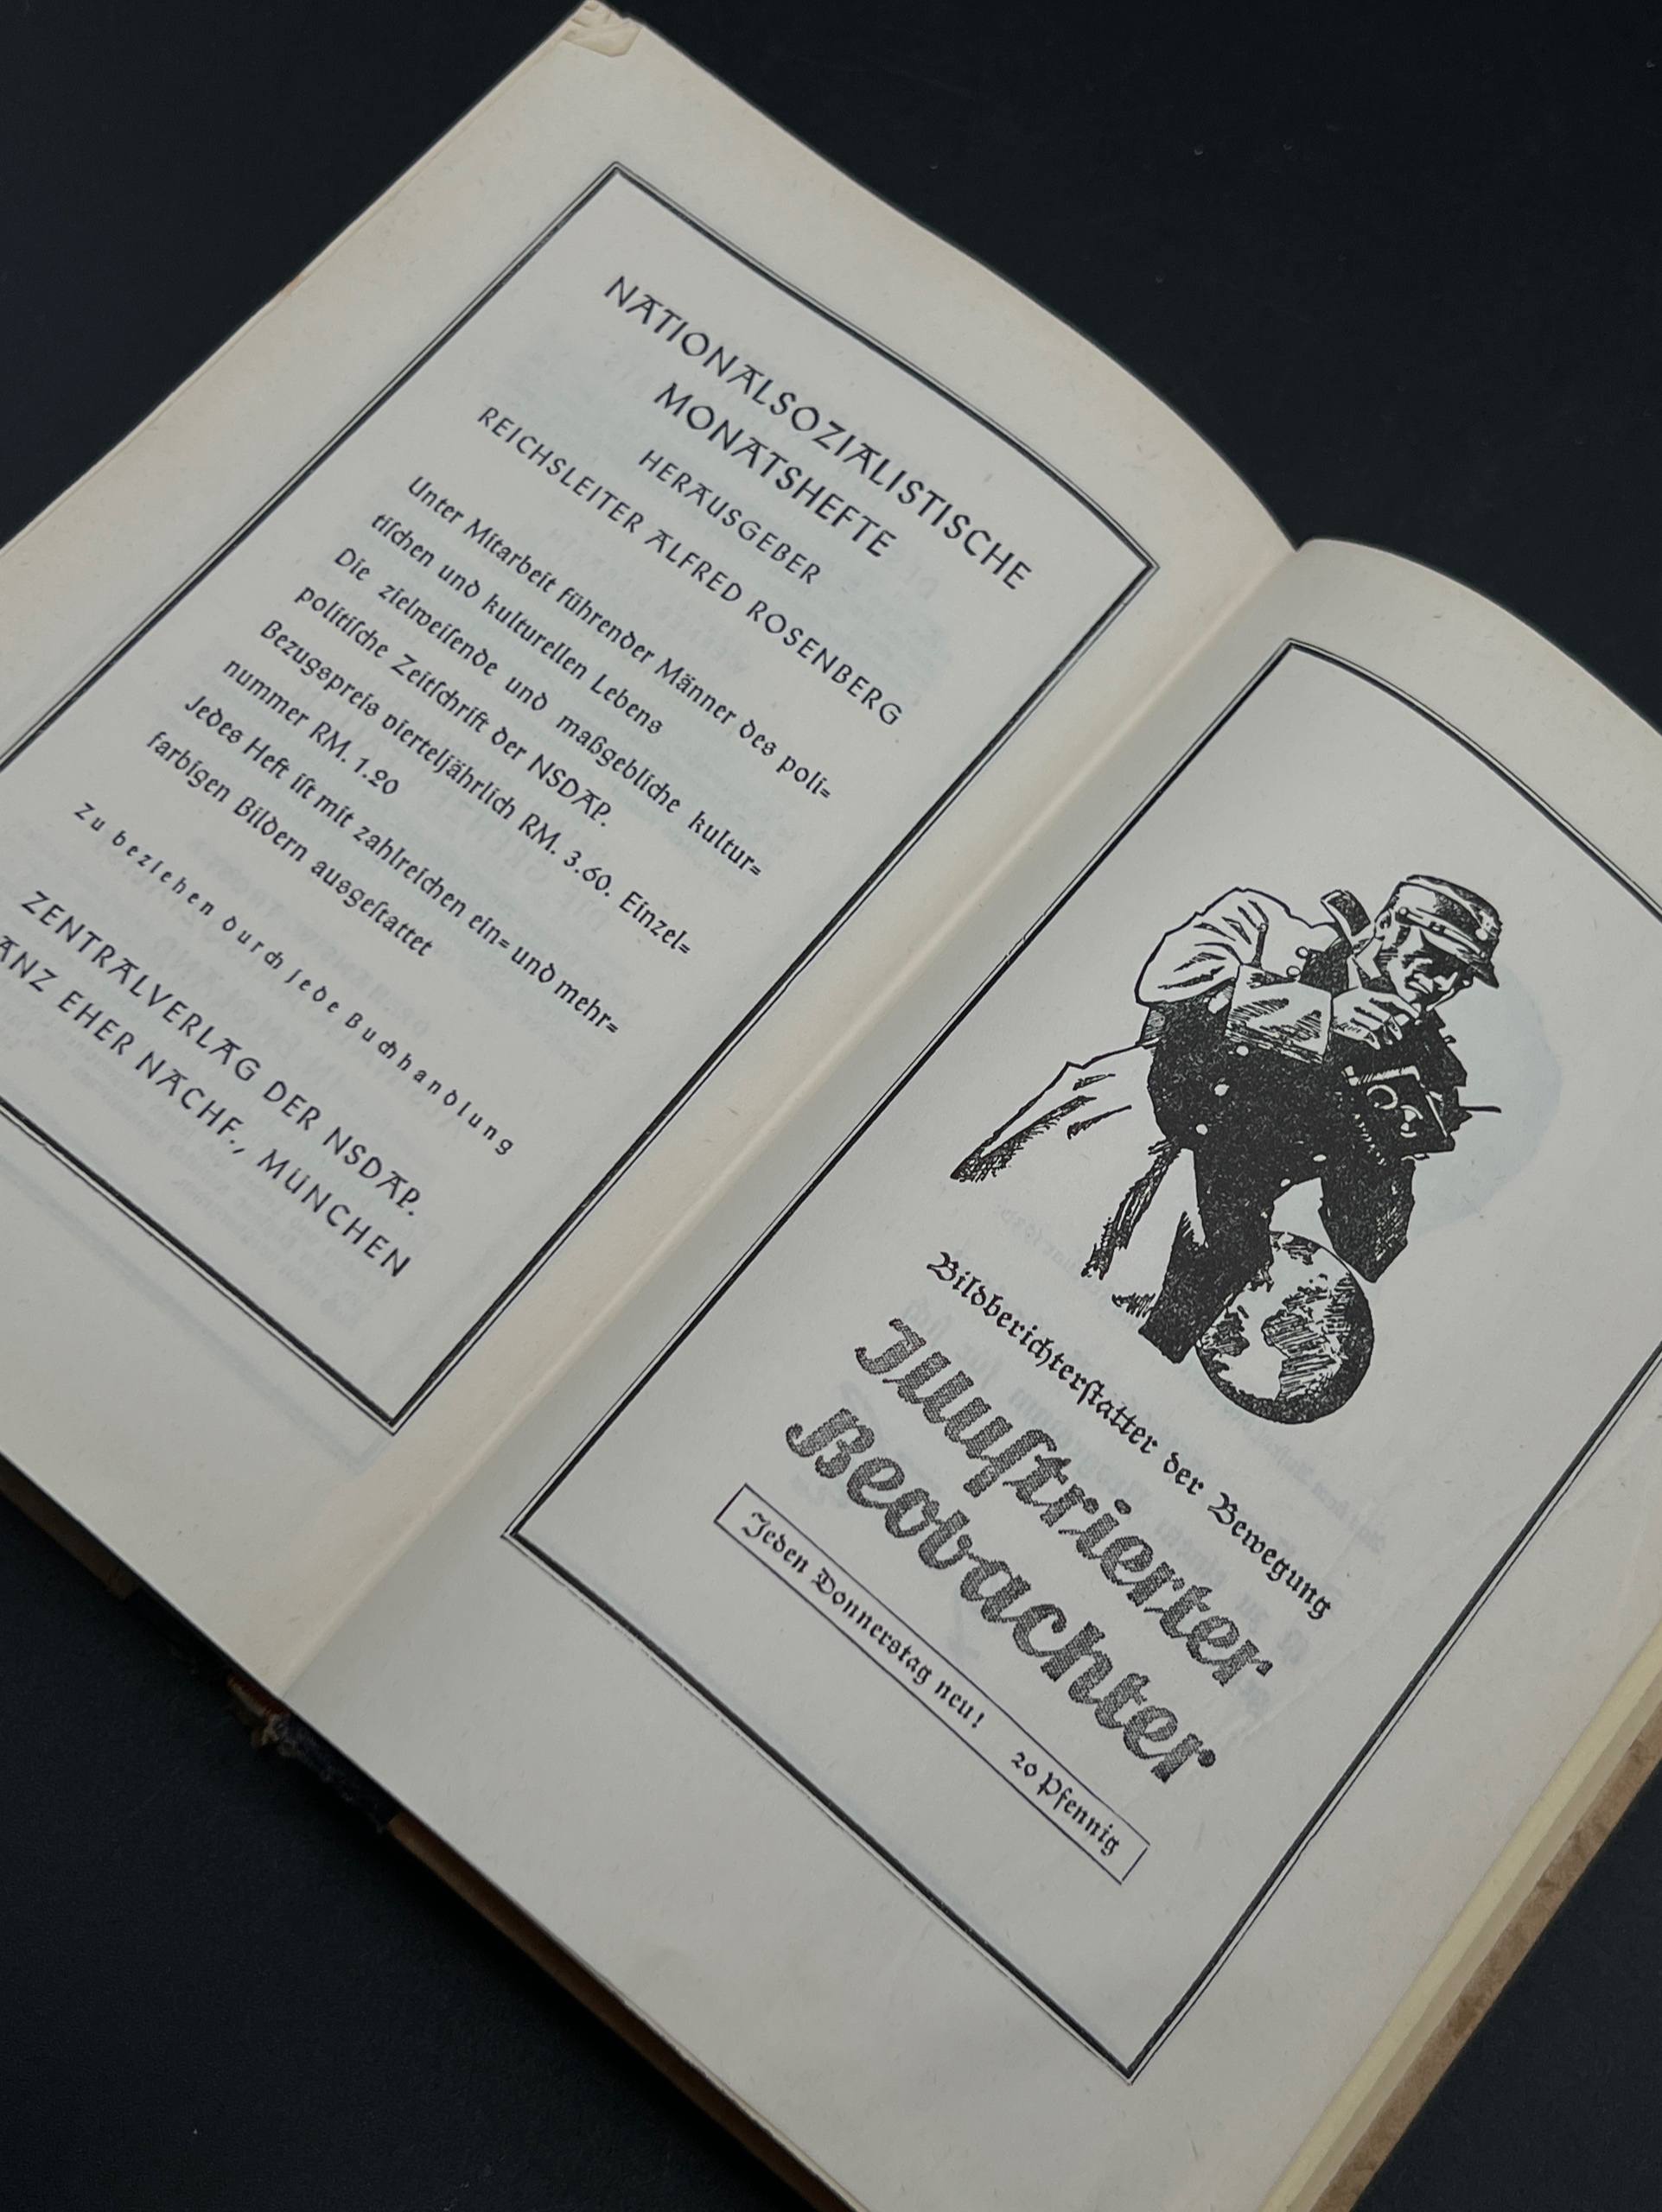 NATIONALSOZIALISTISCHE
MONATSHEFTE
HERAUSGEBER
REICHSLEITER ALFRED ROSENBERG
Unter Mitarbeit führender Männer des poli=
tiſchen und kulturellen Lebens
Die zielweiſende und maßgebliche kultur=
politiſche Zeitſchrift der NSDAP.
Bezugspreis vierteljährlich RM. 3.60. Einzel=
nummer RM. 1.20
Jedes Heft iſt mit zahlreichen ein= und mehr=
farbigen Bildern ausgeſtattet
Zu beziehen durch jede Buchhandlung
ZENTRALVERLAG DER NSDAP.
ANZ EHER NACHF., MÜNCHEN
Bildberichterſtatter der Bewegung
Illuſtrierter
Beobachter
Jeden Donnerstag neu! 20 Pfennig